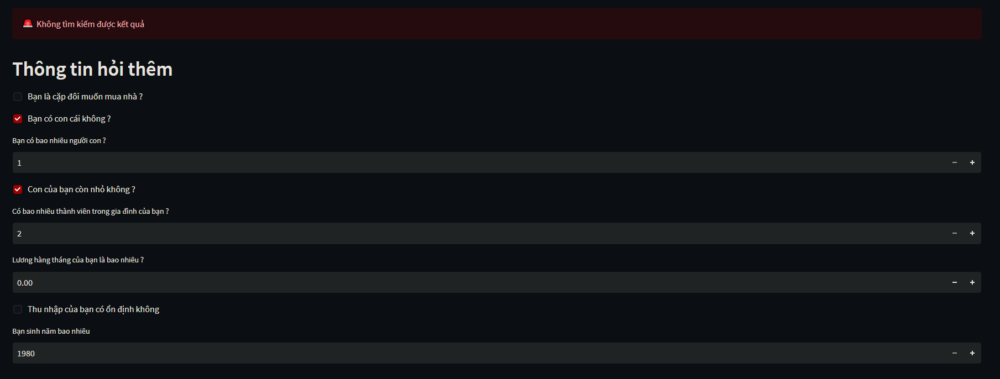 🚨 Không tìm kiếm được kết quả
Thông tin hỏi thêm
Bạn là cặp đôi muốn mua nhà ?
Bạn có con cái không ?
Bạn có bao nhiêu người con ?
1
Con của bạn còn nhỏ không ?
Có bao nhiêu thành viên trong gia đình của bạn ?
2
Lương hàng tháng của bạn là bao nhiêu ?
0.00
Thu nhập của bạn có ổn định không
Bạn sinh năm bao nhiêu
1980